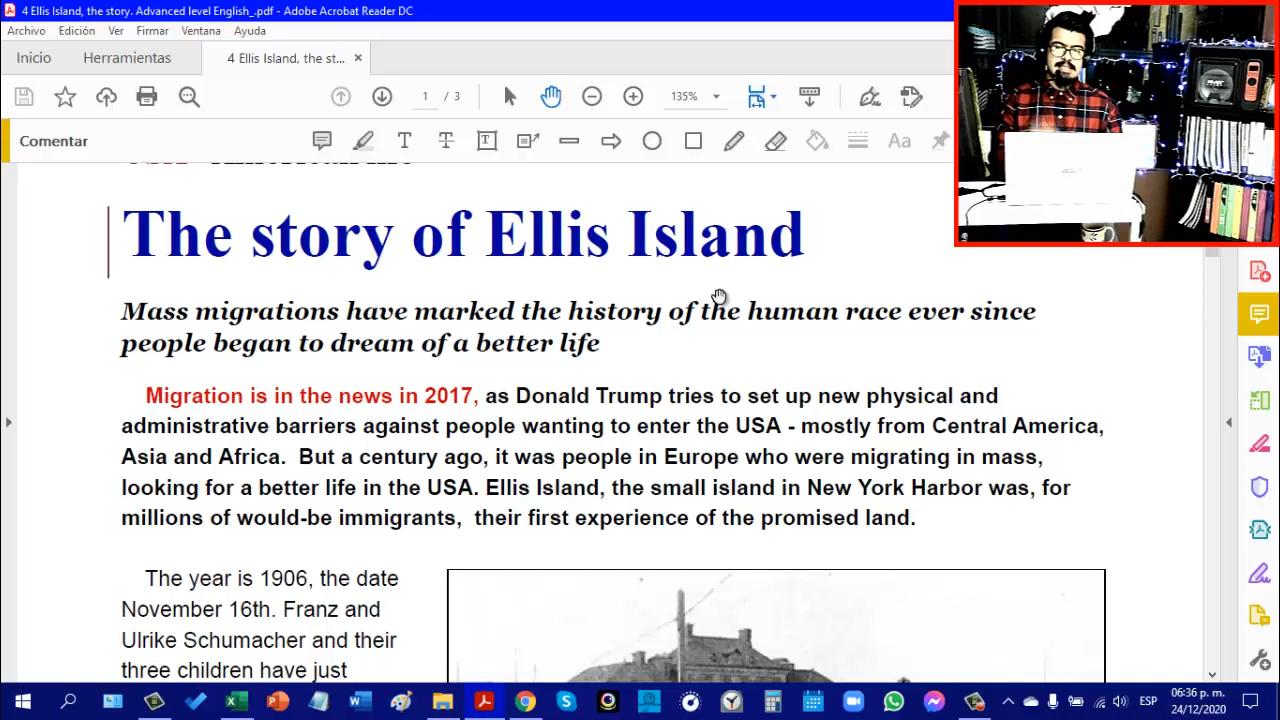 4 Ellis Island, the story. Advanced level English_.pdf - Adobe Acrobat Reader DC
Archivo Edición Ver Firmar Ventana Ayuda
Inicio Herramientas 4 Ellis Island, the st... ×
1 / 3 135%
Comentar Aa
The story of Ellis Island
Mass migrations have marked the history of the human race ever since
people began to dream of a better life
Migration is in the news in 2017, as Donald Trump tries to set up new physical and
administrative barriers against people wanting to enter the USA - mostly from Central America,
Asia and Africa. But a century ago, it was people in Europe who were migrating in mass,
looking for a better life in the USA. Ellis Island, the small island in New York Harbor was, for
millions of would-be immigrants, their first experience of the promised land.
The year is 1906, the date
November 16th. Franz and
Ulrike Schumacher and their
three children have just
ESP
06:36 p. m.
24/12/2020